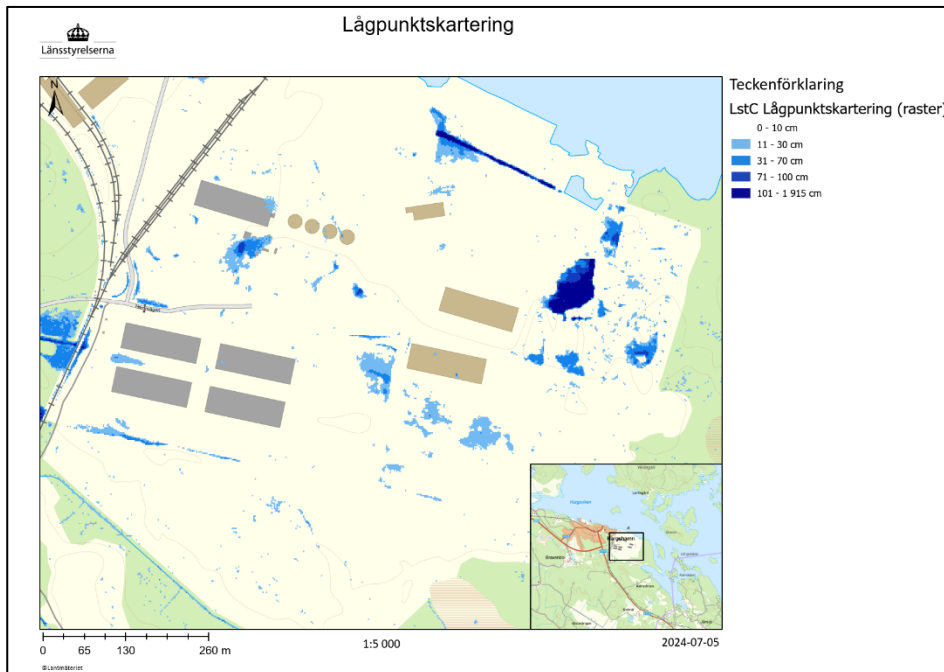 Lågpunktskartering
Länsstyrelserna
N
Teckenförklaring
LstC Lågpunktskartering (raster)
0 - 10 cm
11 - 30 cm
31 - 70 cm
71 - 100 cm
101 - 1 915 cm
Hargshamn
0 65 130 260 m
1:5 000
2024-07-05
©Lantmäteriet